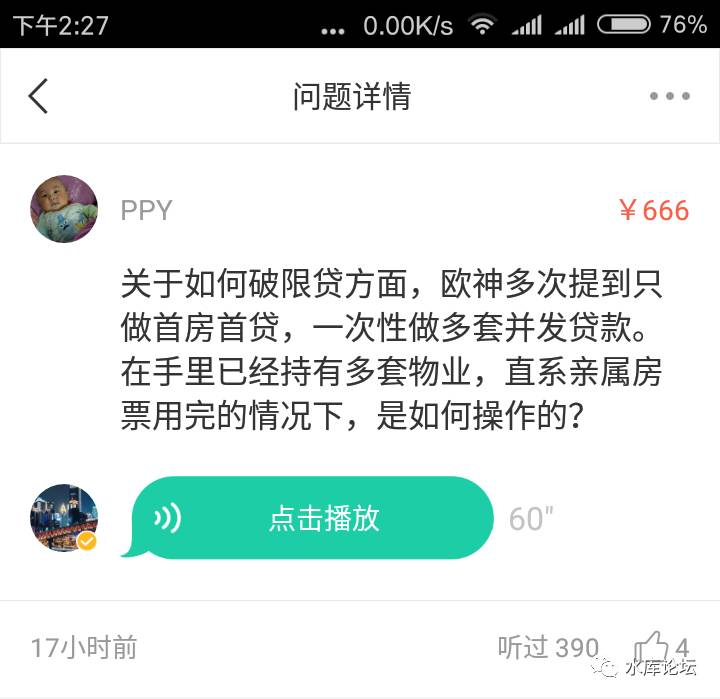 下午2:27 ... 0.00K/s 76%
问题详情
PPY ￥666
关于如何破限贷方面，欧神多次提到只
做首房首贷，一次性做多套并发贷款。
在手里已经持有多套物业，直系亲属房
票用完的情况下，是如何操作的?
点击播放 60"
17小时前 听过 390 4
水库论坛